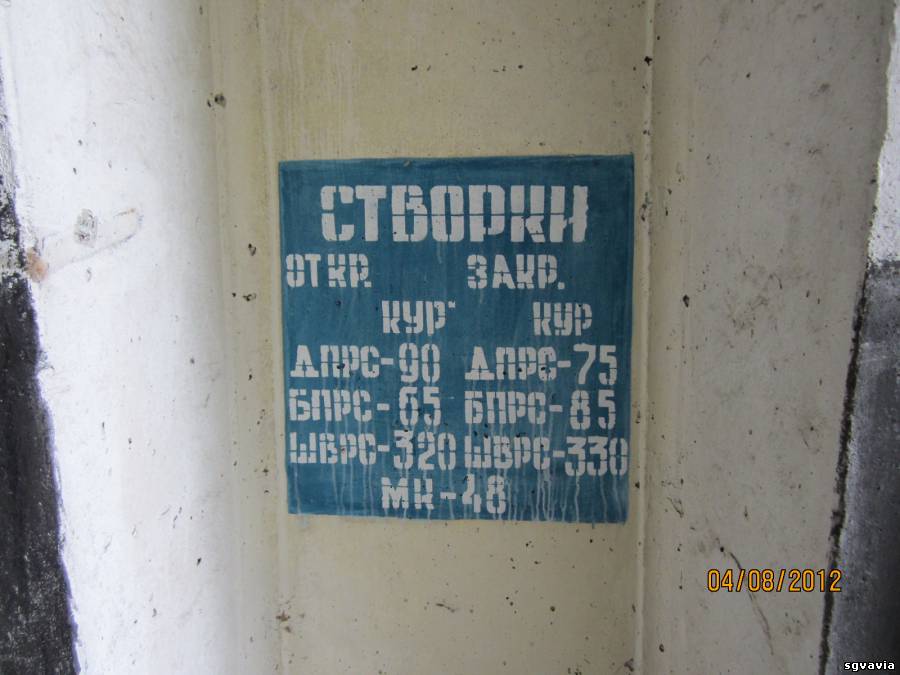 СТВОРКИ
ОТКР. ЗАКР.
КУР КУР
ДПРС-90 ДПРС-75
БПРС-65 БПРС-85
ШВРС-320 ШВРС-330
МК-48
04/08/2012
sgvavia